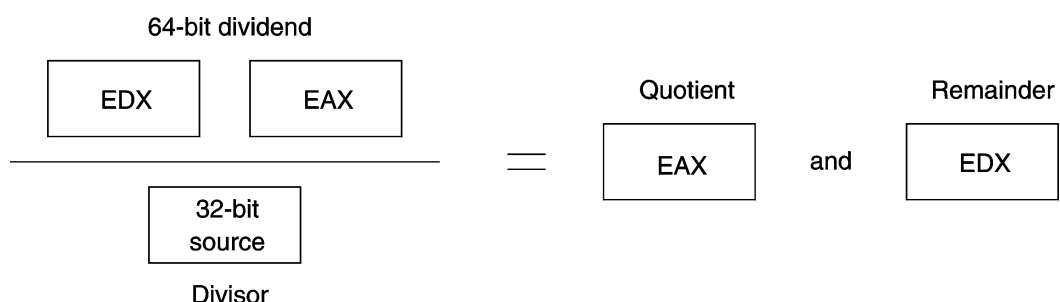 64-bit dividend
EDX
EAX
32-bit
source
Divisor
Quotient
EAX
and
Remainder
EDX